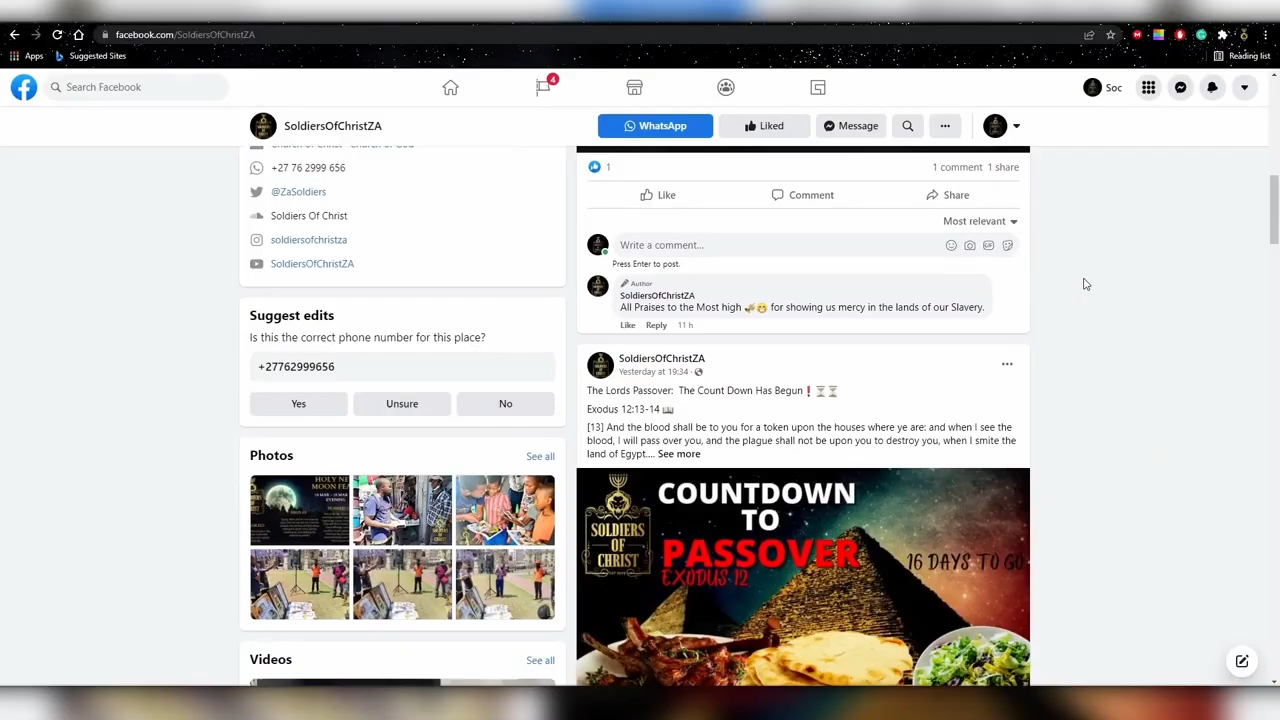 facebook.com/SoldiersOfChristZA
Apps
Suggested Sites
Reading list
Search Facebook
4
Soc
SoldiersOfChristZA
WhatsApp
Liked
Message
+27 76 2999 656
@ZaSoldiers
Soldiers Of Christ
soldiersofchristza
SoldiersOfChristZA
Suggest edits
Is this the correct phone number for this place?
+27762999656
Yes
Unsure
No
Photos
See all
HOLY NEW
MOON FEA
Videos
See all
1
1 comment 1 share
Like
Comment
Share
Most relevant
Write a comment...
Press Enter to post.
Author
SoldiersOfChristZA
All Praises to the Most high 🎺😁 for showing us mercy in the lands of our Slavery.
Like Reply 11 h
SoldiersOfChristZA
Yesterday at 19:34 ·
The Lords Passover: The Count Down Has Begun❗⏳⏳
Exodus 12:13-14 📖
[13] And the blood shall be to you for a token upon the houses where ye are: and when I see the
blood, I will pass over you, and the plague shall not be upon you to destroy you, when I smite the
land of Egypt.... See more
SOLDIERS
OF
CHRIST
COUNTDOWN
TO
PASSOVER
EXODUS 12
16 DAYS TO GO